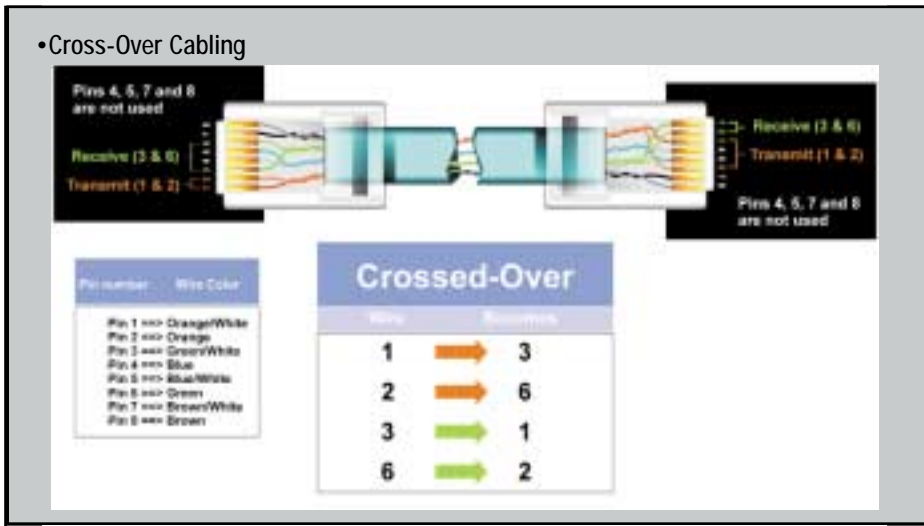 •Cross-Over Cabling
Pins 4, 5, 7 and 8
are not used
Receive (3 & 6)
Transmit (1 & 2)
Receive (3 & 6)
Transmit (1 & 2)
Pins 4, 5, 7 and 8
are not used
Pin number Wire Color
Pin 1 ==> Orange/White
Pin 2 ==> Orange
Pin 3 ==> Green/White
Pin 4 ==> Blue
Pin 5 ==> Blue/White
Pin 6 ==> Green
Pin 7 ==> Brown/White
Pin 8 ==> Brown
Crossed-Over
Wire Becomes
1 3
2 6
3 1
6 2